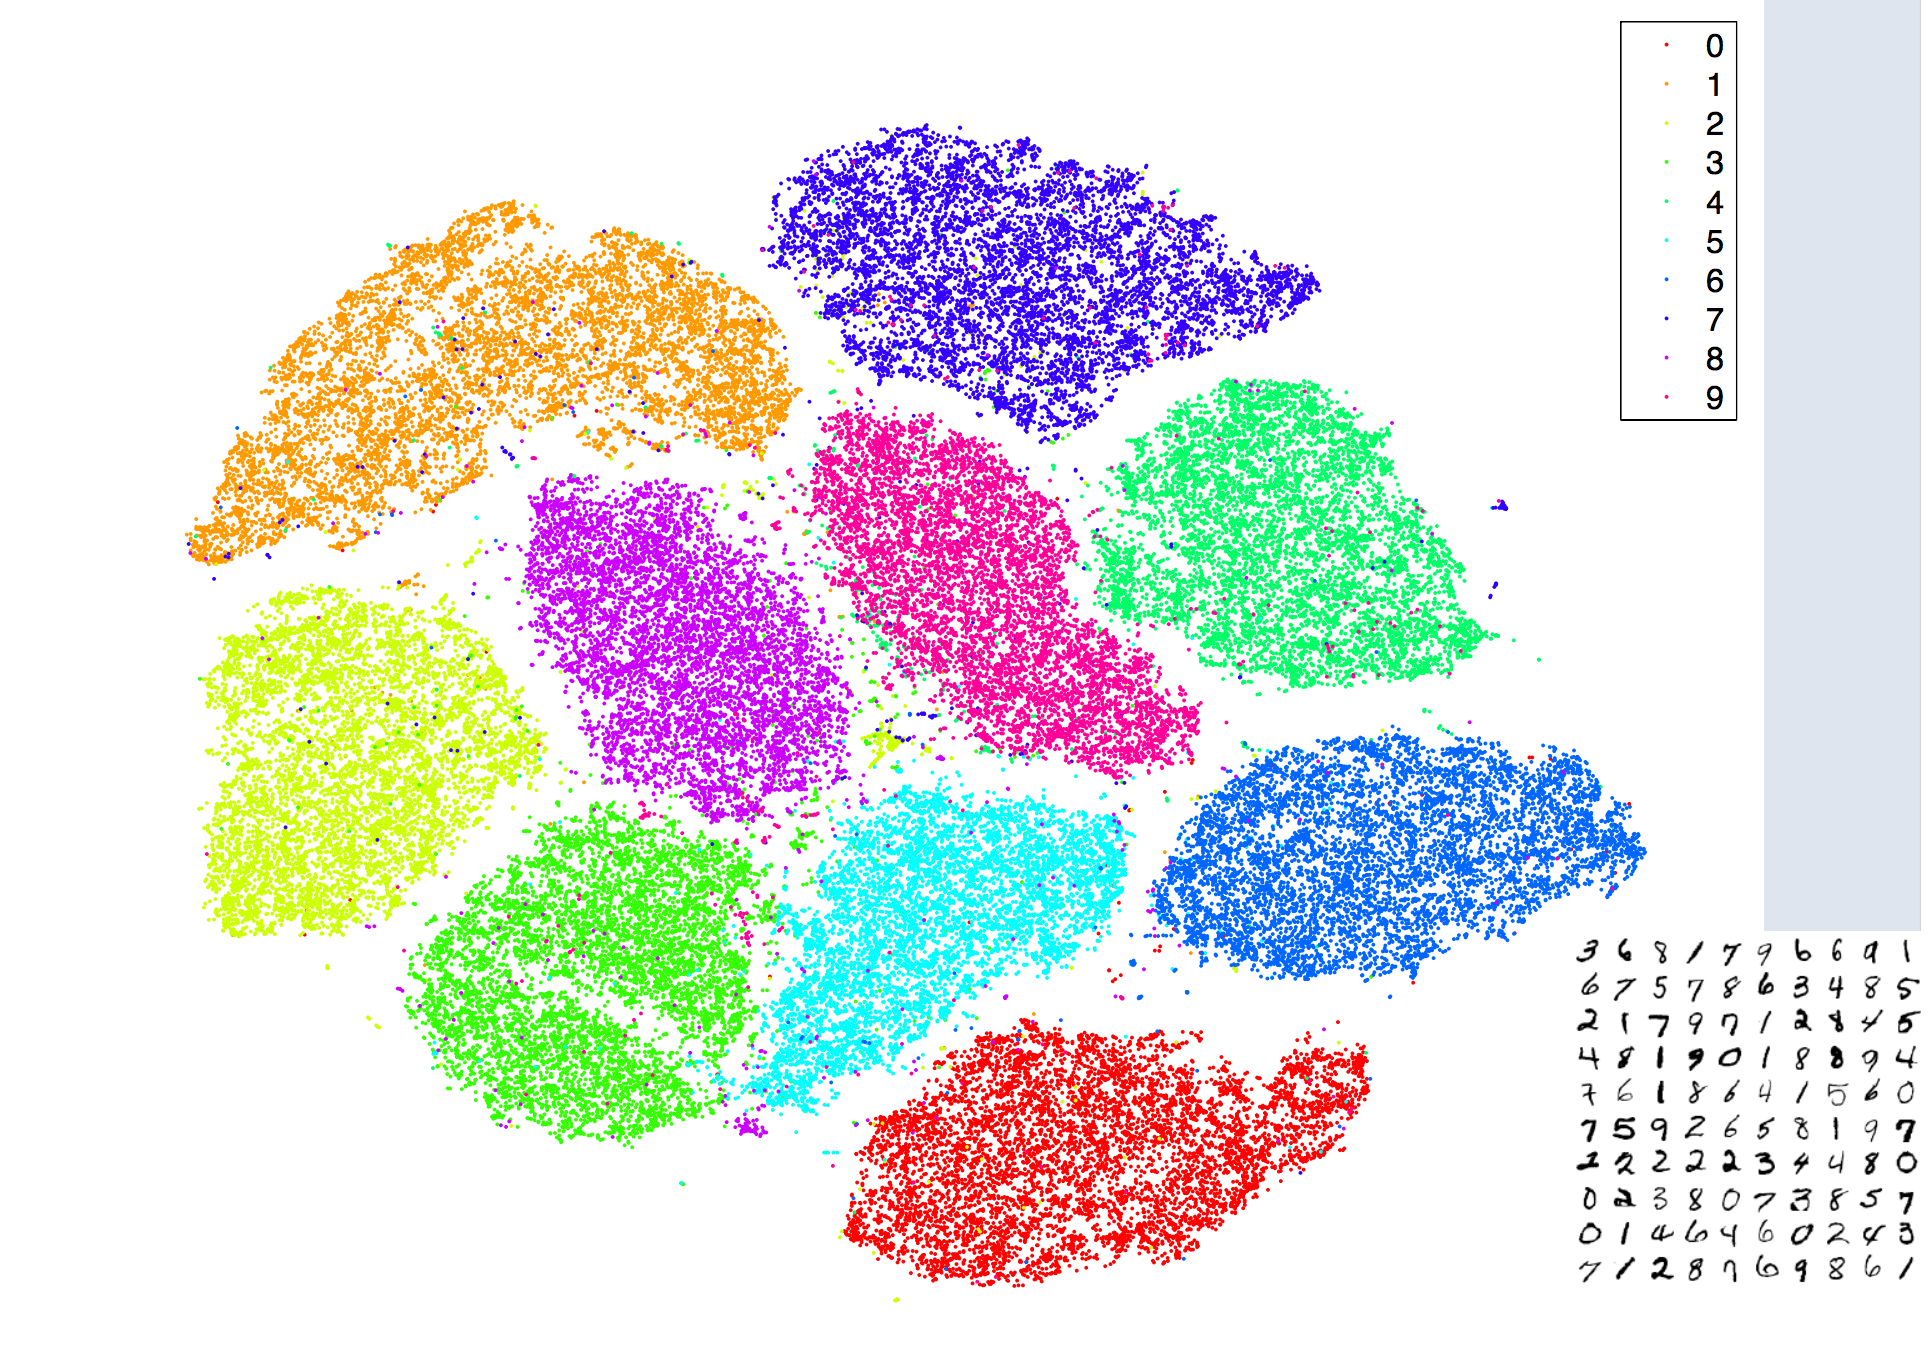 0
1
2
3
4
5
6
7
8
9
3 6 8 1 7 9 6 6 9 1
6 7 5 7 8 6 3 4 8 5
2 1 7 9 7 1 2 8 4 5
4 8 1 9 0 1 8 8 9 4
7 6 1 8 6 4 1 5 6 0
7 5 9 2 6 5 8 1 9 7
2 2 2 2 2 3 4 4 8 0
0 2 3 8 0 7 3 8 5 7
0 1 4 6 4 6 0 2 4 3
7 1 2 8 7 6 9 8 6 1